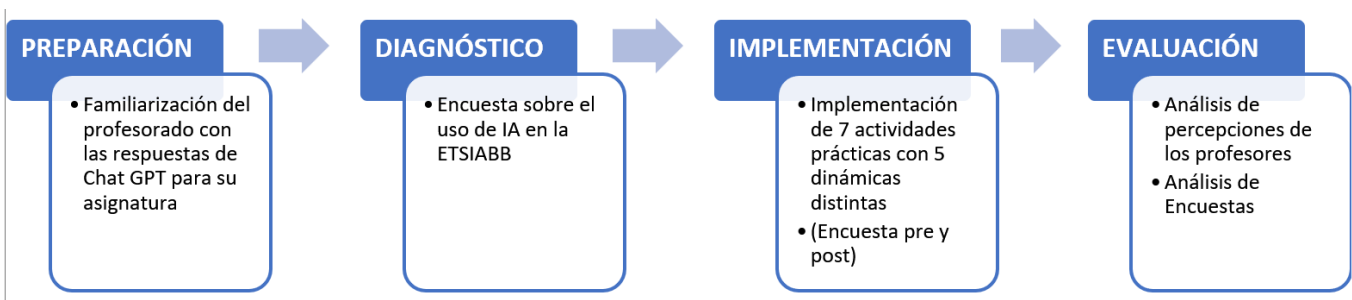 PREPARACIÓN
• Familiarización del
profesorado con
las respuestas de
Chat GPT para su
asignatura
DIAGNÓSTICO
• Encuesta sobre el
uso de IA en la
ETSIABB
IMPLEMENTACIÓN
• Implementación
de 7 actividades
prácticas con 5
dinámicas
distintas
• (Encuesta pre y
post)
EVALUACIÓN
• Análisis de
percepciones de
los profesores
• Análisis de
Encuestas